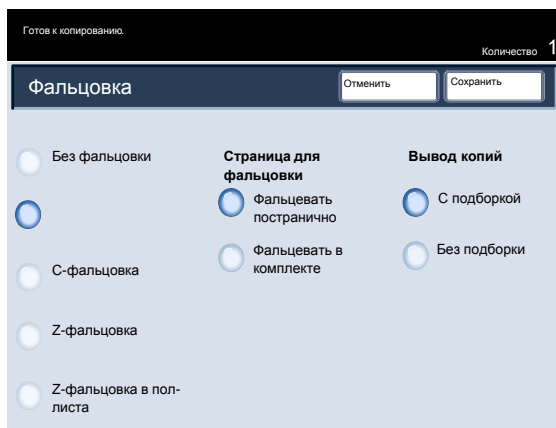 Готов к копированию.
Количество 1
Фальцовка
Отменить
Сохранить
Без фальцовки
С-фальцовка
Z-фальцовка
Z-фальцовка в пол-
листа
Страница для
фальцовки
Фальцевать
постранично
Фальцевать в
комплекте
Вывод копий
С подборкой
Без подборки